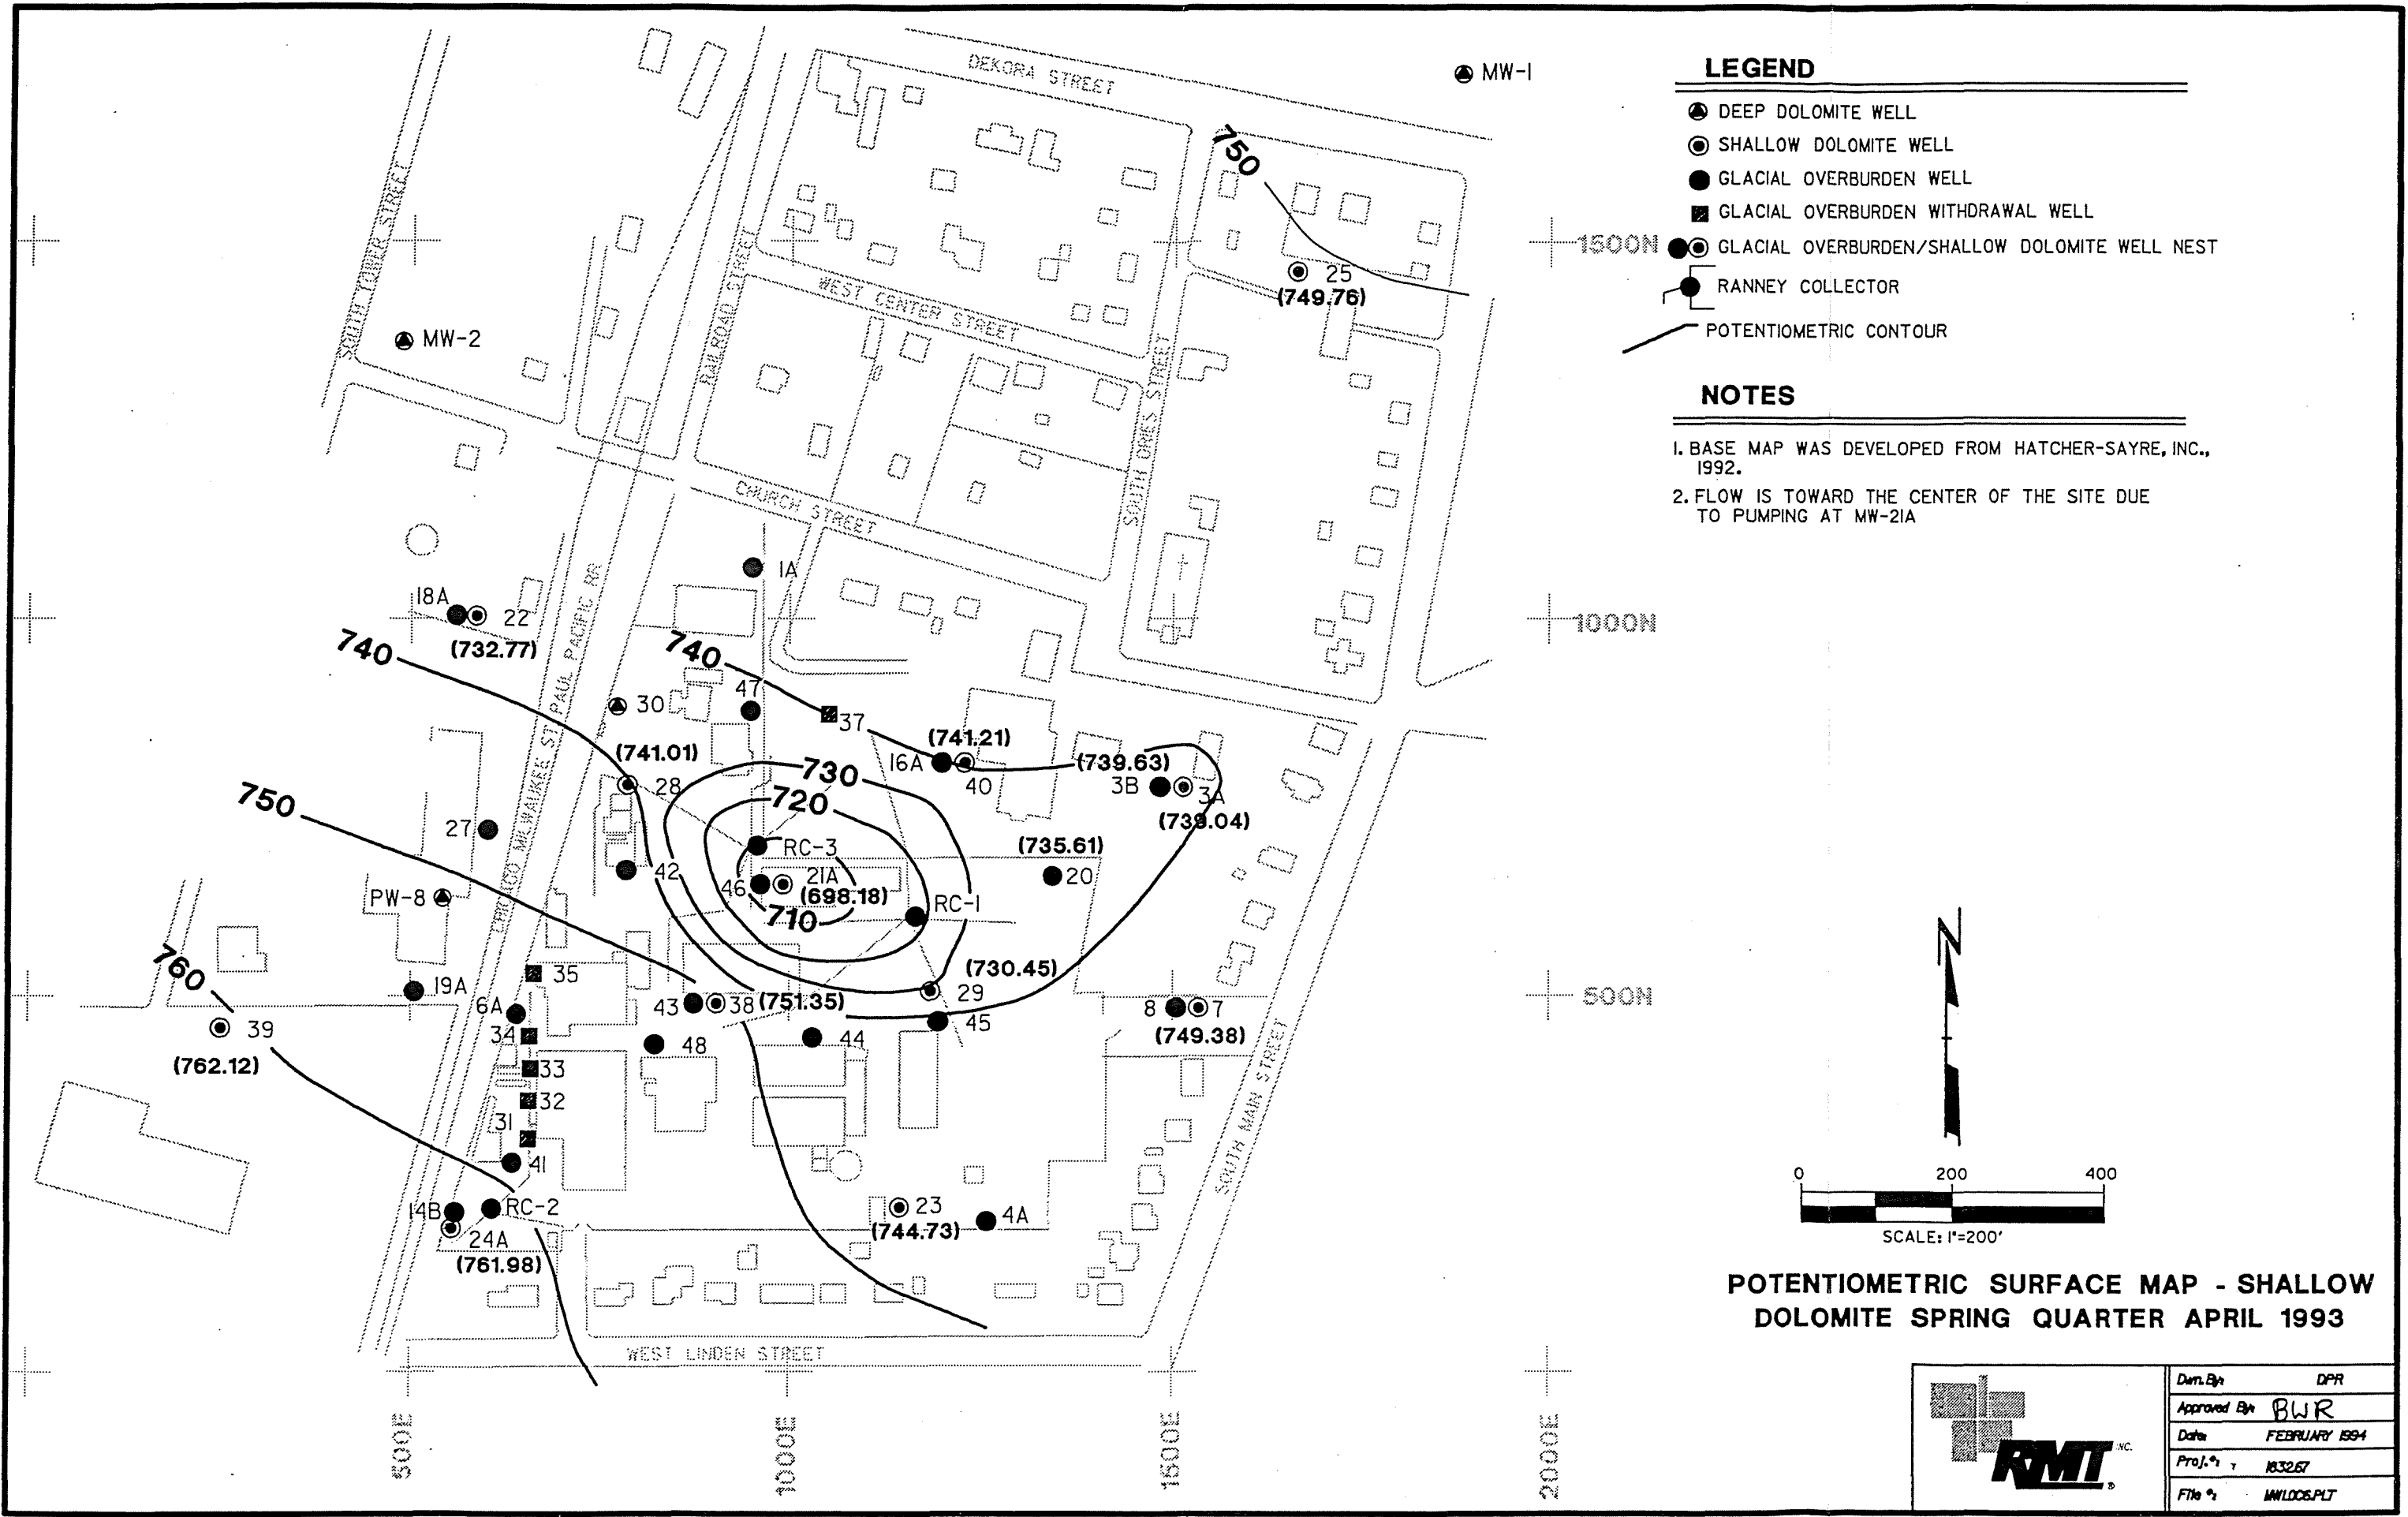 DEKORA STREET
MW-1
LEGEND
DEEP DOLOMITE WELL
SHALLOW DOLOMITE WELL
GLACIAL OVERBURDEN WELL
GLACIAL OVERBURDEN WITHDRAWAL WELL
GLACIAL OVERBURDEN/SHALLOW DOLOMITE WELL NEST
RANNEY COLLECTOR
POTENTIOMETRIC CONTOUR
NOTES
1. BASE MAP WAS DEVELOPED FROM HATCHER-SAYRE, INC.,
1992.
2. FLOW IS TOWARD THE CENTER OF THE SITE DUE
TO PUMPING AT MW-21A
750
1500N
25
(749.76)
SOUTH TOWER STREET
RAILROAD STREET
WEST CENTER STREET
MW-2
SOUTH ORIES STREET
CHURCH STREET
1A
18A
22
(732.77)
1000N
740
740
CHICAGO MILWAUKEE ST. PAUL PACIFIC RR
47
30
37
(741.01)
28
(741.21)
16A
40
(739.63)
3B
3A
(739.04)
730
720
750
27
RC-3
(735.61)
20
42
46
21A
(698.18)
710
RC-1
PW-8
760
19A
35
(730.45)
29
500N
6A
43
38
(751.35)
45
8
7
(749.38)
34
48
44
39
(762.12)
33
32
31
41
SOUTH MAIN STREET
14B
RC-2
24A
(761.98)
23
(744.73)
4A
WEST LINDEN STREET
500E
1000E
1500E
2000E
N
0
200
400
SCALE: 1"=200'
POTENTIOMETRIC SURFACE MAP - SHALLOW
DOLOMITE SPRING QUARTER APRIL 1993
RMT INC.
®
Dwn. By: DPR
Approved By: BWR
Date: FEBRUARY 1994
Proj. #: 1832.67
File #: MWLOC6.PLT